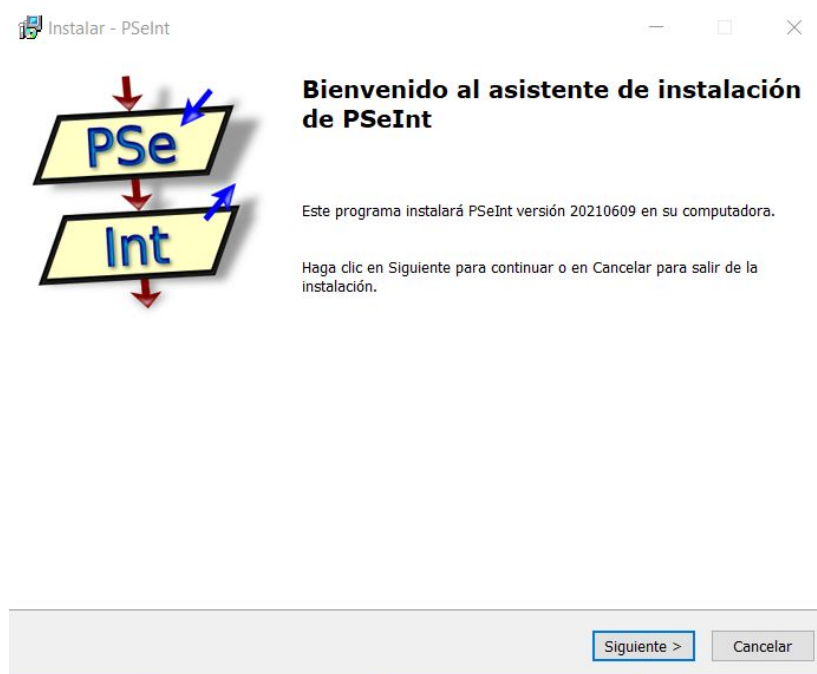 Instalar - PSeInt
Bienvenido al asistente de instalación
de PSeInt
PSe
Int
Este programa instalará PSeInt versión 20210609 en su computadora.
Haga clic en Siguiente para continuar o en Cancelar para salir de la
instalación.
Siguiente >
Cancelar